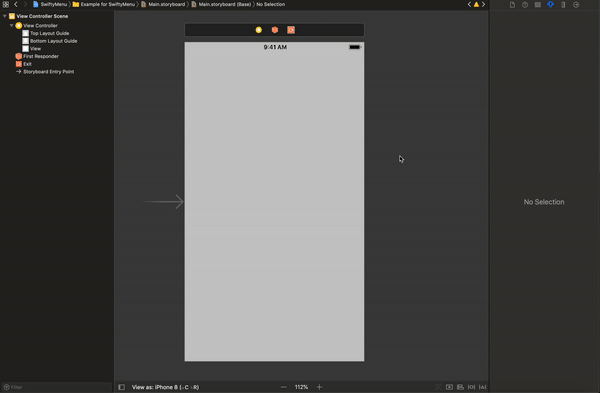 SwiftyMenu Example for SwiftyMenu Main.storyboard Main.storyboard (Base) No Selection
View Controller Scene
View Controller
Top Layout Guide
Bottom Layout Guide
View
First Responder
Exit
Storyboard Entry Point
9:41 AM
No Selection
Filter
View as: iPhone 8 (wC hR)
112%